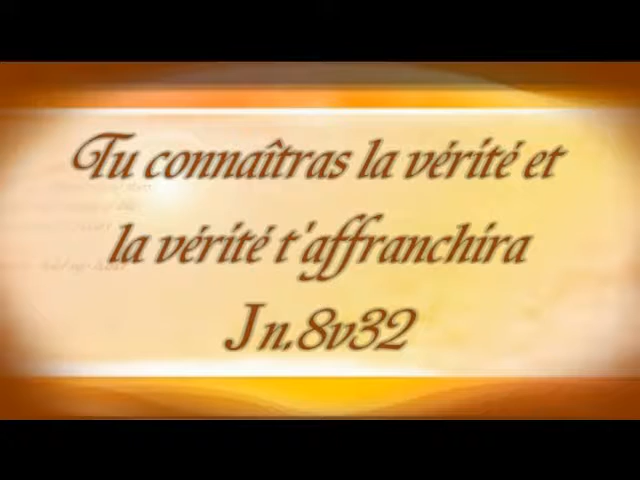 Tu connaîtras la vérité et
la vérité t'affranchira
Jn.8v32